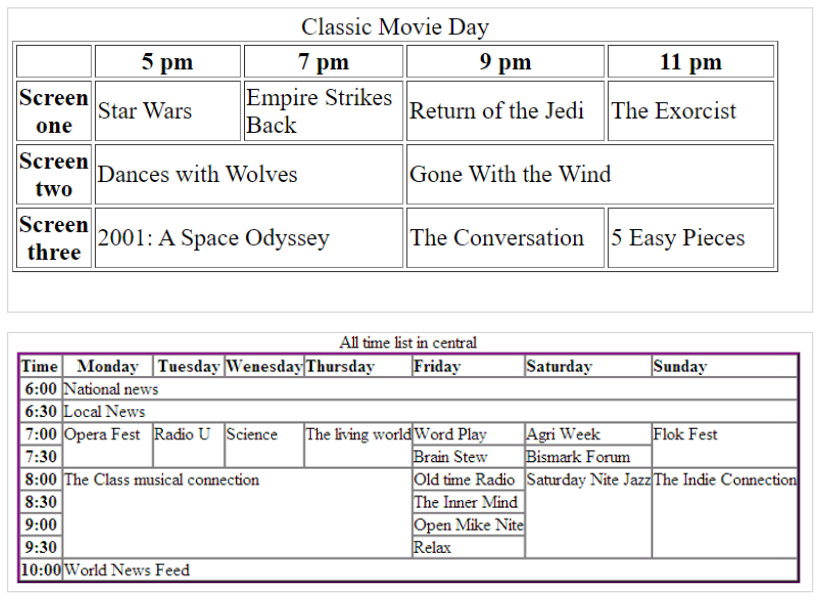 Classic Movie Day
5 pm 7 pm 9 pm 11 pm
Screen one Star Wars Empire Strikes Back Return of the Jedi The Exorcist
Screen two Dances with Wolves Gone With the Wind
Screen three 2001: A Space Odyssey The Conversation 5 Easy Pieces
All time list in central
Time Monday Tuesday Wenesday Thursday Friday Saturday Sunday
6:00 National news
6:30 Local News
7:00 Opera Fest Radio U Science The living world Word Play Agri Week Flok Fest
7:30 Brain Stew Bismark Forum
8:00 The Class musical connection Old time Radio Saturday Nite Jazz The Indie Connection
8:30 The Inner Mind
9:00 Open Mike Nite
9:30 Relax
10:00 World News Feed